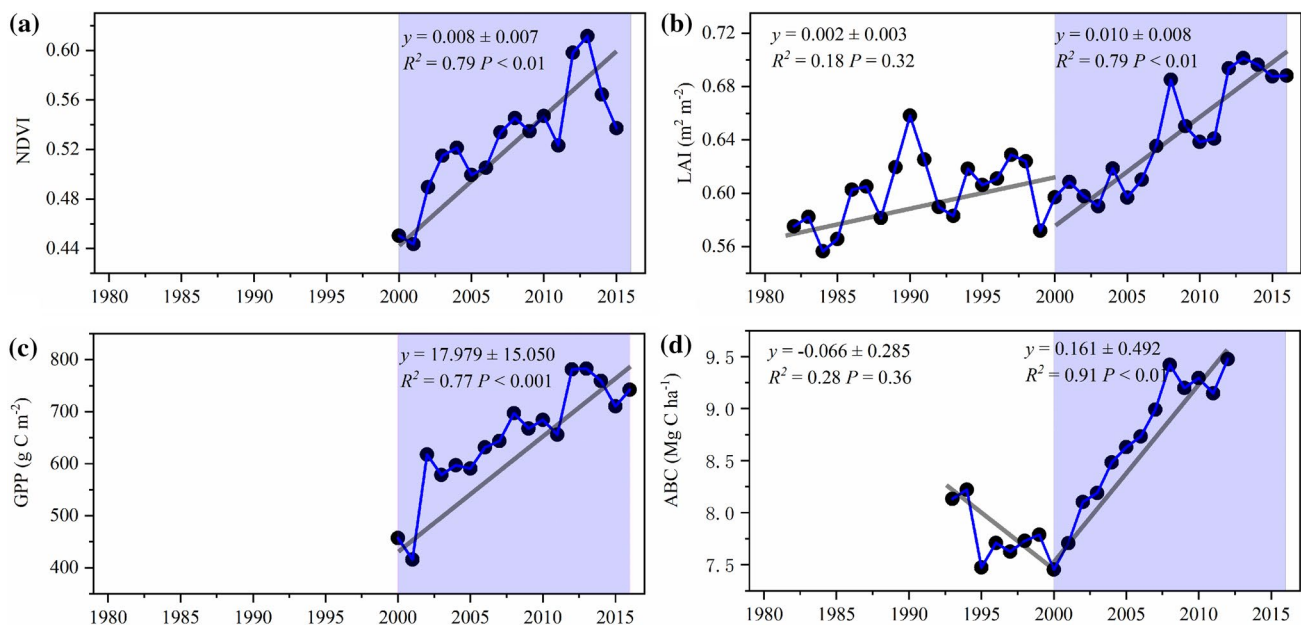 (a)
y = 0.008 ± 0.007
R² = 0.79 P < 0.01
NDVI
0.60
0.56
0.52
0.48
0.44
1980 1985 1990 1995 2000 2005 2010 2015
(b)
y = 0.002 ± 0.003
R² = 0.18 P = 0.32
y = 0.010 ± 0.008
R² = 0.79 P < 0.01
LAI (m² m⁻²)
0.72
0.68
0.64
0.60
0.56
1980 1985 1990 1995 2000 2005 2010 2015
(c)
y = 17.979 ± 15.050
R² = 0.77 P < 0.001
GPP (g C m⁻²)
800
700
600
500
400
1980 1985 1990 1995 2000 2005 2010 2015
(d)
y = -0.066 ± 0.285
R² = 0.28 P = 0.36
y = 0.161 ± 0.492
R² = 0.91 P < 0.01
ABC (Mg C ha⁻¹)
9.5
9.0
8.5
8.0
7.5
1980 1985 1990 1995 2000 2005 2010 2015